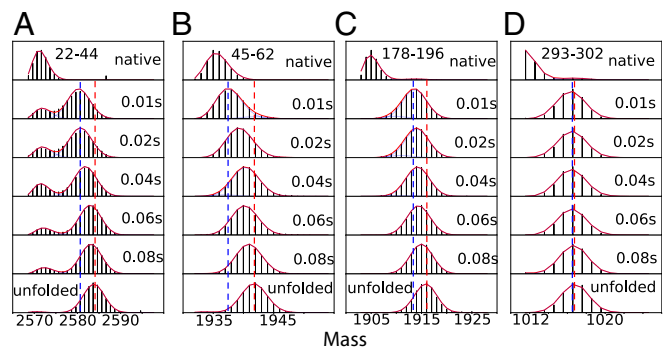 A B C D
22-44 native 45-62 native 178-196 native 293-302 native
0.01s 0.01s 0.01s 0.01s
0.02s 0.02s 0.02s 0.02s
0.04s 0.04s 0.04s 0.04s
0.06s 0.06s 0.06s 0.06s
0.08s 0.08s 0.08s 0.08s
unfolded unfolded unfolded unfolded
2570 2580 2590 1935 1945 1905 1915 1925 1012 1020
Mass